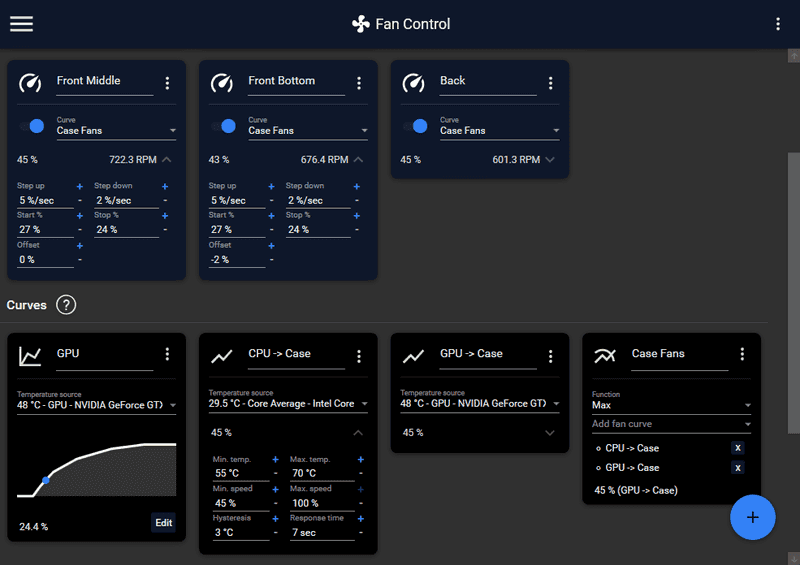 Fan Control
Front Middle
Front Bottom
Back
Curve
Case Fans
Curve
Case Fans
Curve
Case Fans
45 % 722.3 RPM
43 % 676.4 RPM
45 % 601.3 RPM
Step up + Step down +
5 %/sec - 2 %/sec -
Start % + Stop % +
27 % - 24 % -
Offset +
0 % -
Step up + Step down +
5 %/sec - 2 %/sec -
Start % + Stop % +
27 % - 24 % -
Offset +
-2 % -
Curves ?
GPU
Temperature source
48 °C - GPU - NVIDIA GeForce GTX
24.4 % Edit
CPU -> Case
Temperature source
29.5 °C - Core Average - Intel Core
45 %
Min. temp. + Max. temp. +
55 °C - 70 °C -
Min. speed + Max. speed +
45 % - 100 % -
Hysteresis + Response time +
3 °C - 7 sec -
GPU -> Case
Temperature source
48 °C - GPU - NVIDIA GeForce GTX
45 %
Case Fans
Function
Max
Add fan curve
CPU -> Case x
GPU -> Case x
45 % (GPU -> Case)
+